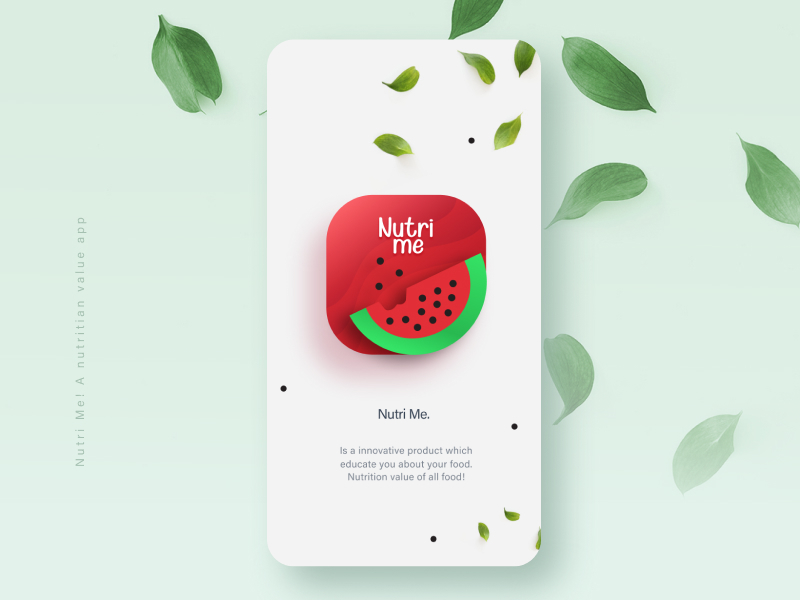 Nutri Me! A nutritian value app
Nutri
me
Nutri Me.
Is a innovative product which
educate you about your food.
Nutrition value of all food!